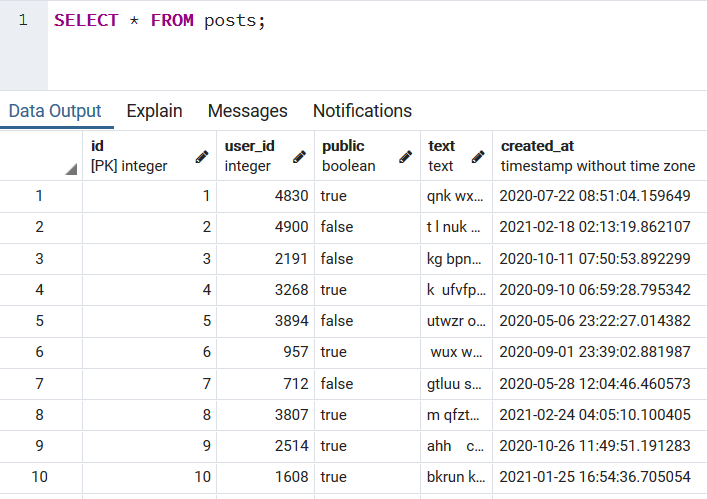 1 SELECT * FROM posts;
Data Output Explain Messages Notifications
id user_id public text created_at
[PK] integer integer boolean text timestamp without time zone
1 1 4830 true qnk wx... 2020-07-22 08:51:04.159649
2 2 4900 false t l nuk ... 2021-02-18 02:13:19.862107
3 3 2191 false kg bpn... 2020-10-11 07:50:53.892299
4 4 3268 true k ufvfp... 2020-09-10 06:59:28.795342
5 5 3894 false utwzr o... 2020-05-06 23:22:27.014382
6 6 957 true wux w... 2020-09-01 23:39:02.881987
7 7 712 false gtluu s... 2020-05-28 12:04:46.460573
8 8 3807 true m qfzt... 2021-02-24 04:05:10.100405
9 9 2514 true ahh c... 2020-10-26 11:49:51.191283
10 10 1608 true bkrun k... 2021-01-25 16:54:36.705054